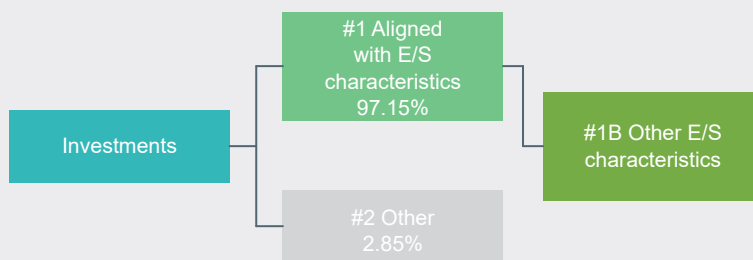 #1 Aligned
with E/S
characteristics
97.15%
Investments
#1B Other E/S
characteristics
#2 Other
2.85%